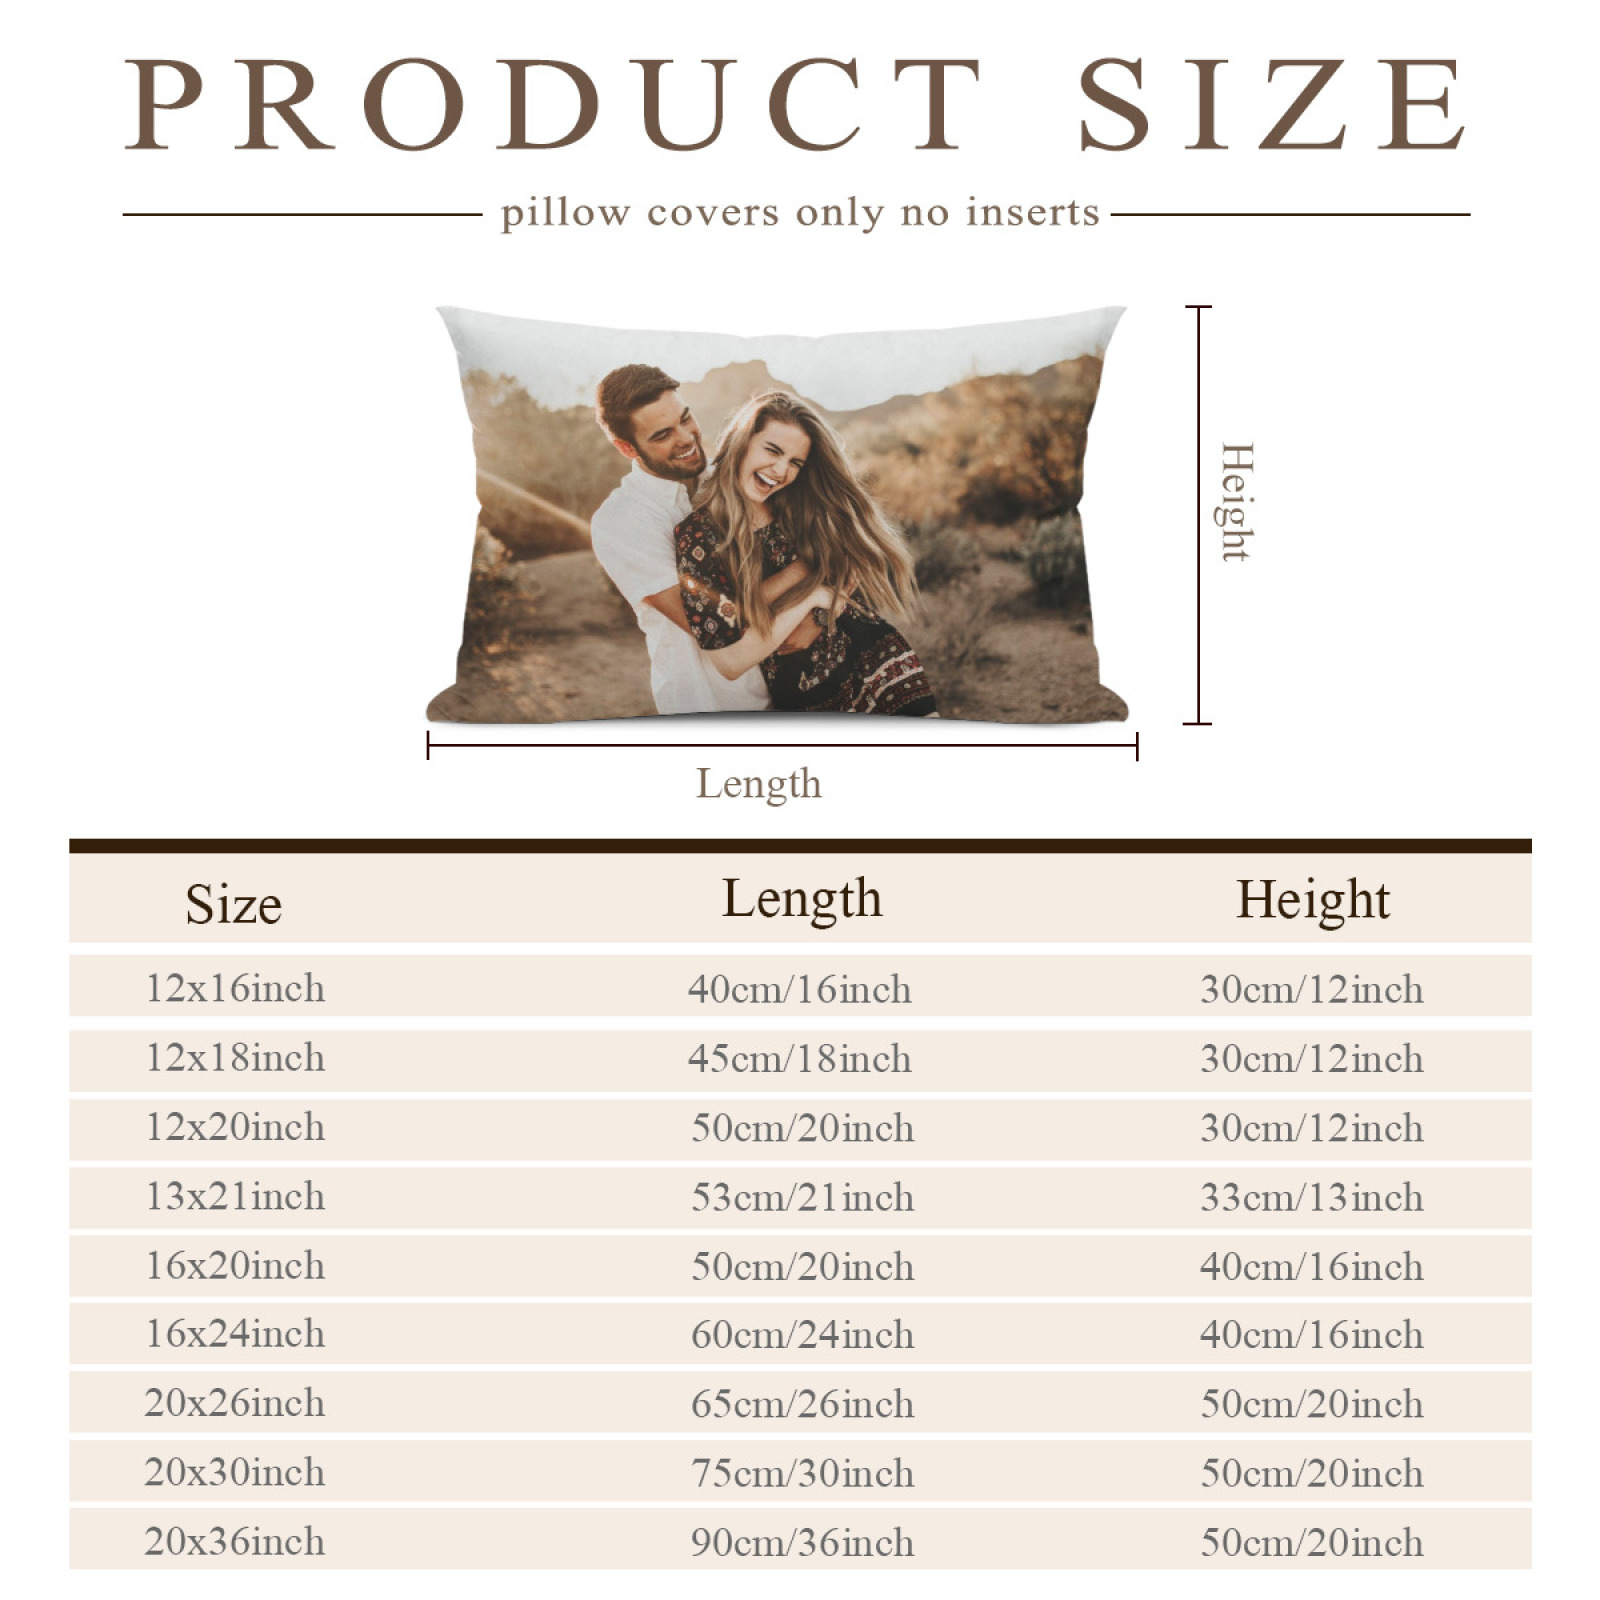 PRODUCT SIZE
pillow covers only no inserts
Height
Length
Size Length Height
12x16inch 40cm/16inch 30cm/12inch
12x18inch 45cm/18inch 30cm/12inch
12x20inch 50cm/20inch 30cm/12inch
13x21inch 53cm/21inch 33cm/13inch
16x20inch 50cm/20inch 40cm/16inch
16x24inch 60cm/24inch 40cm/16inch
20x26inch 65cm/26inch 50cm/20inch
20x30inch 75cm/30inch 50cm/20inch
20x36inch 90cm/36inch 50cm/20inch